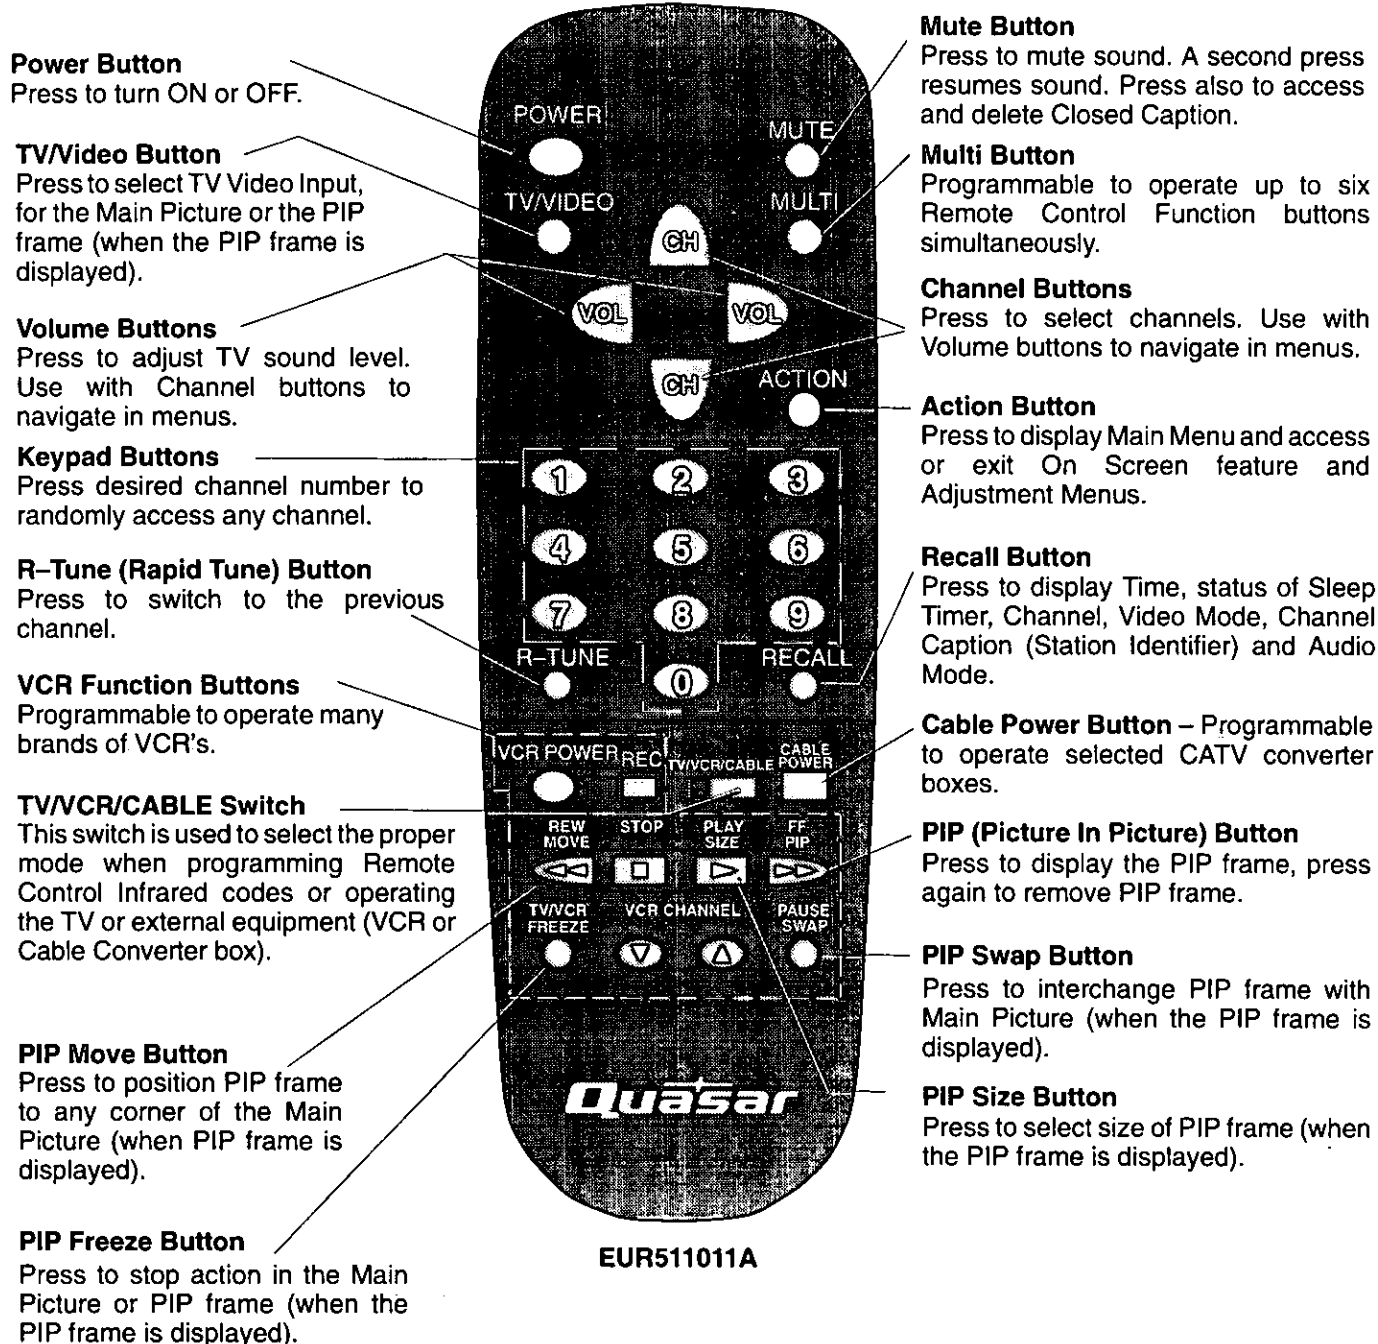 Power Button
Press to turn ON or OFF.
TV/Video Button
Press to select TV Video Input,
for the Main Picture or the PIP
frame (when the PIP frame is
displayed).
Volume Buttons
Press to adjust TV sound level.
Use with Channel buttons to
navigate in menus.
Keypad Buttons
Press desired channel number to
randomly access any channel.
R–Tune (Rapid Tune) Button
Press to switch to the previous
channel.
VCR Function Buttons
Programmable to operate many
brands of VCR's.
TV/VCR/CABLE Switch
This switch is used to select the proper
mode when programming Remote
Control Infrared codes or operating
the TV or external equipment (VCR or
Cable Converter box).
PIP Move Button
Press to position PIP frame
to any corner of the Main
Picture (when PIP frame is
displayed).
PIP Freeze Button
Press to stop action in the Main
Picture or PIP frame (when the
PIP frame is displayed).
POWER
MUTE
TV/VIDEO
MULTI
CH
VOL
VOL
CH
ACTION
1 2 3
4 5 6
7 8 9
R–TUNE
0
RECALL
VCR POWER
REC
TV/VCR/CABLE
CABLE
POWER
REW
MOVE
STOP
PLAY
SIZE
FF
PIP
TV/VCR
FREEZE
VCR CHANNEL
PAUSE
SWAP
Quasar
EUR511011A
Mute Button
Press to mute sound. A second press
resumes sound. Press also to access
and delete Closed Caption.
Multi Button
Programmable to operate up to six
Remote Control Function buttons
simultaneously.
Channel Buttons
Press to select channels. Use with
Volume buttons to navigate in menus.
Action Button
Press to display Main Menu and access
or exit On Screen feature and
Adjustment Menus.
Recall Button
Press to display Time, status of Sleep
Timer, Channel, Video Mode, Channel
Caption (Station Identifier) and Audio
Mode.
Cable Power Button – Programmable
to operate selected CATV converter
boxes.
PIP (Picture In Picture) Button
Press to display the PIP frame, press
again to remove PIP frame.
PIP Swap Button
Press to interchange PIP frame with
Main Picture (when the PIP frame is
displayed).
PIP Size Button
Press to select size of PIP frame (when
the PIP frame is displayed).